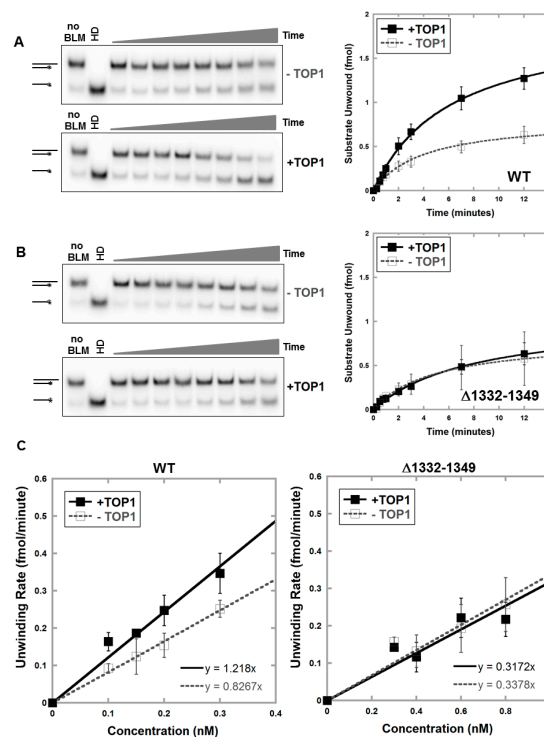 A
no
BLM
HD
Time
- TOP1
no
BLM
HD
Time
+TOP1
Substrate Unwound (fmol)
2
1.5
1
0.5
0
+TOP1
- TOP1
WT
0 2 4 6 8 10 12 14
Time (minutes)
B
no
BLM
HD
Time
- TOP1
no
BLM
HD
Time
+TOP1
Substrate Unwound (fmol)
2
1.5
1
0.5
0
+TOP1
- TOP1
Δ1332-1349
0 2 4 6 8 10 12 14
Time (minutes)
C
WT
Unwinding Rate (fmol/minute)
0.6
0.5
0.4
0.3
0.2
0.1
0
+TOP1
- TOP1
y = 1.218x
y = 0.8267x
0 0.1 0.2 0.3 0.4
Concentration (nM)
Δ1332-1349
Unwinding Rate (fmol/minute)
0.6
0.5
0.4
0.3
0.2
0.1
0
+TOP1
- TOP1
y = 0.3172x
y = 0.3378x
0 0.2 0.4 0.6 0.8
Concentration (nM)